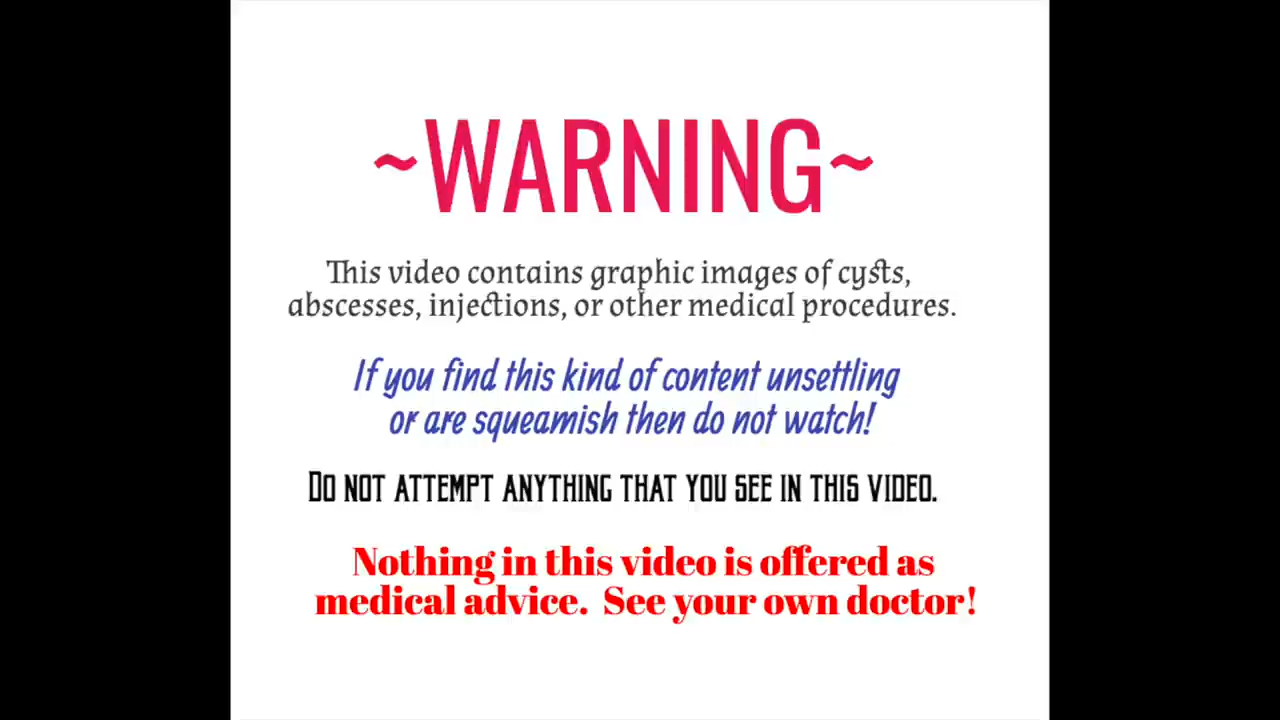 ~WARNING~
This video contains graphic images of cysts,
abscesses, injections, or other medical procedures.
If you find this kind of content unsettling
or are squeamish then do not watch!
DO NOT ATTEMPT ANYTHING THAT YOU SEE IN THIS VIDEO.
Nothing in this video is offered as
medical advice.  See your own doctor!